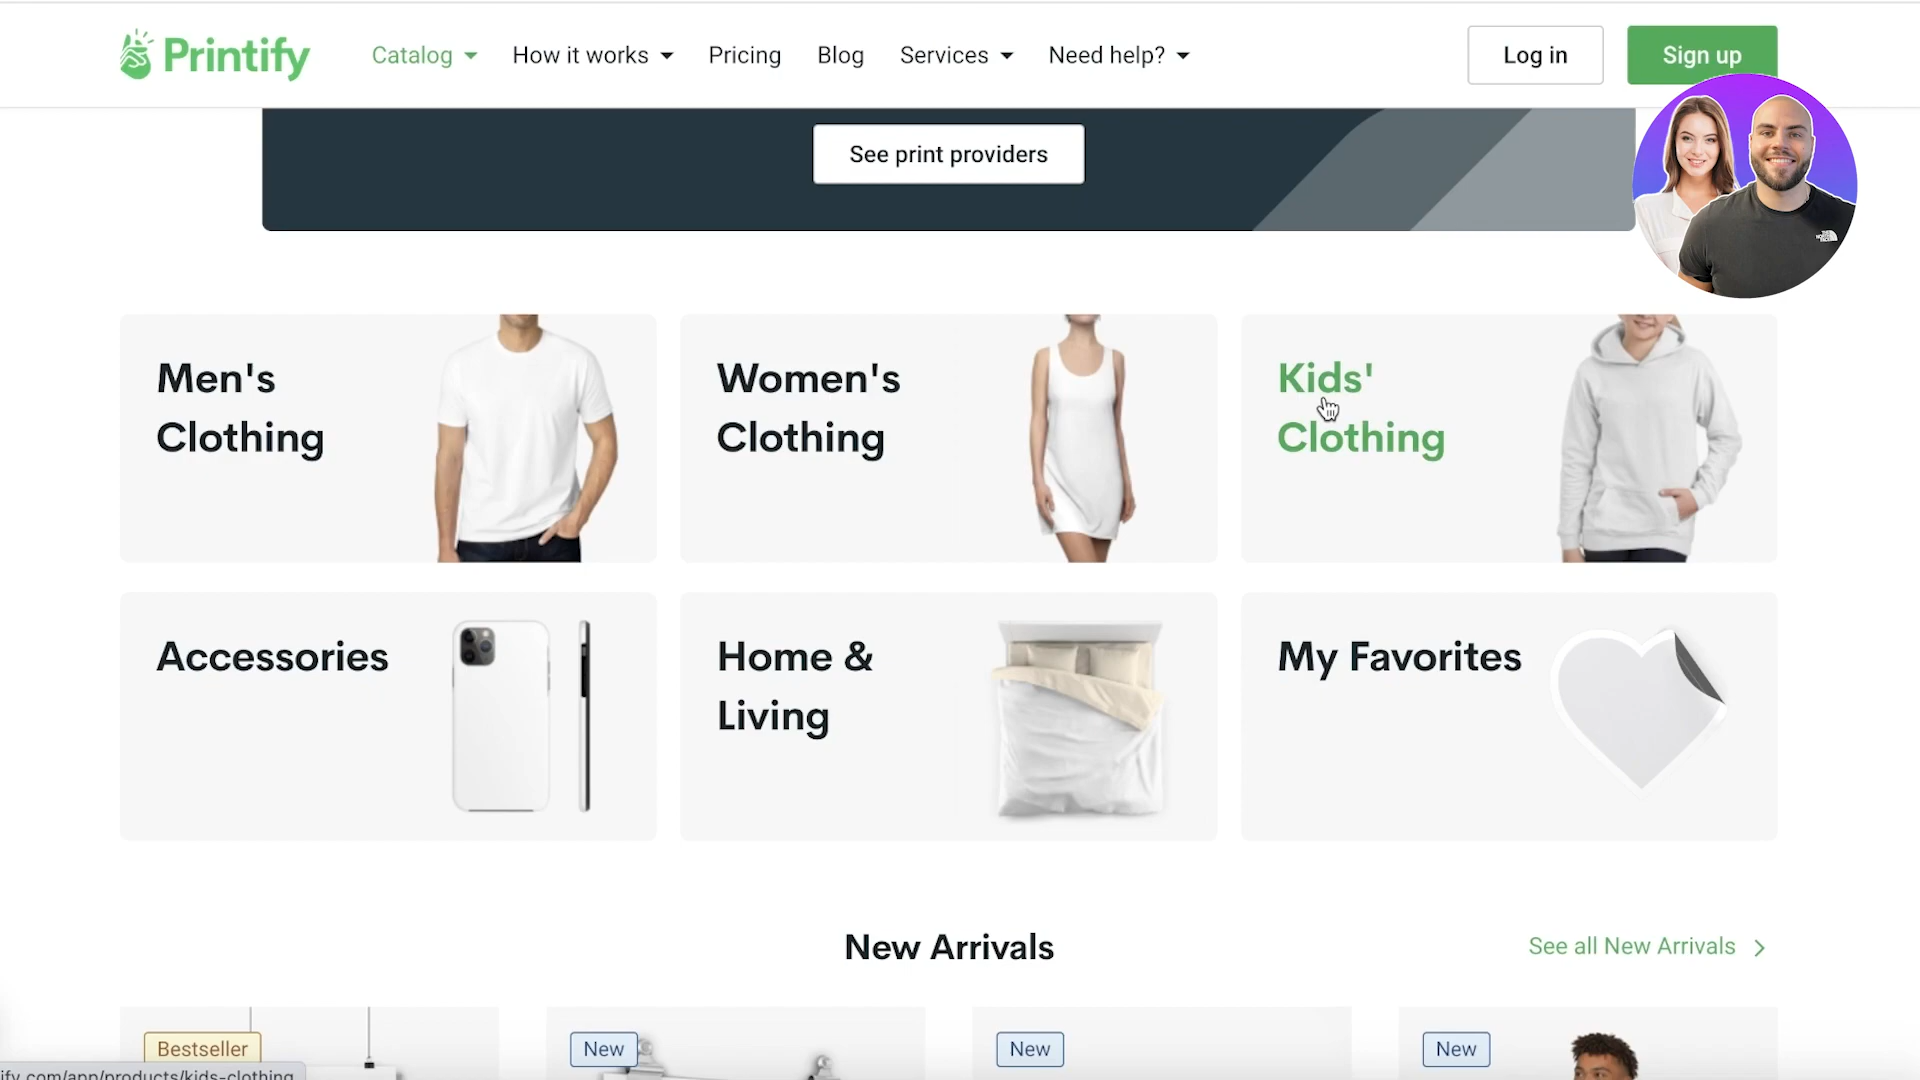 Printify
Catalog
How it works
Pricing
Blog
Services
Need help?
Log in
Sign up
See print providers
Men's
Clothing
Women's
Clothing
Kids'
Clothing
Accessories
Home &
Living
My Favorites
New Arrivals
See all New Arrivals
Bestseller
New
New
New
ify.com/app/products/kids-clothing